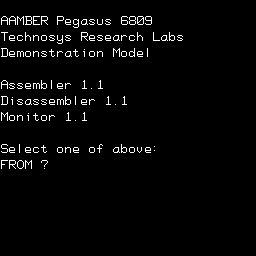 AAMBER Pegasus 6809
Technosys Research Labs
Demonstration Model
Assembler 1.1
Disassembler 1.1
Monitor 1.1
Select one of above:
FROM ?